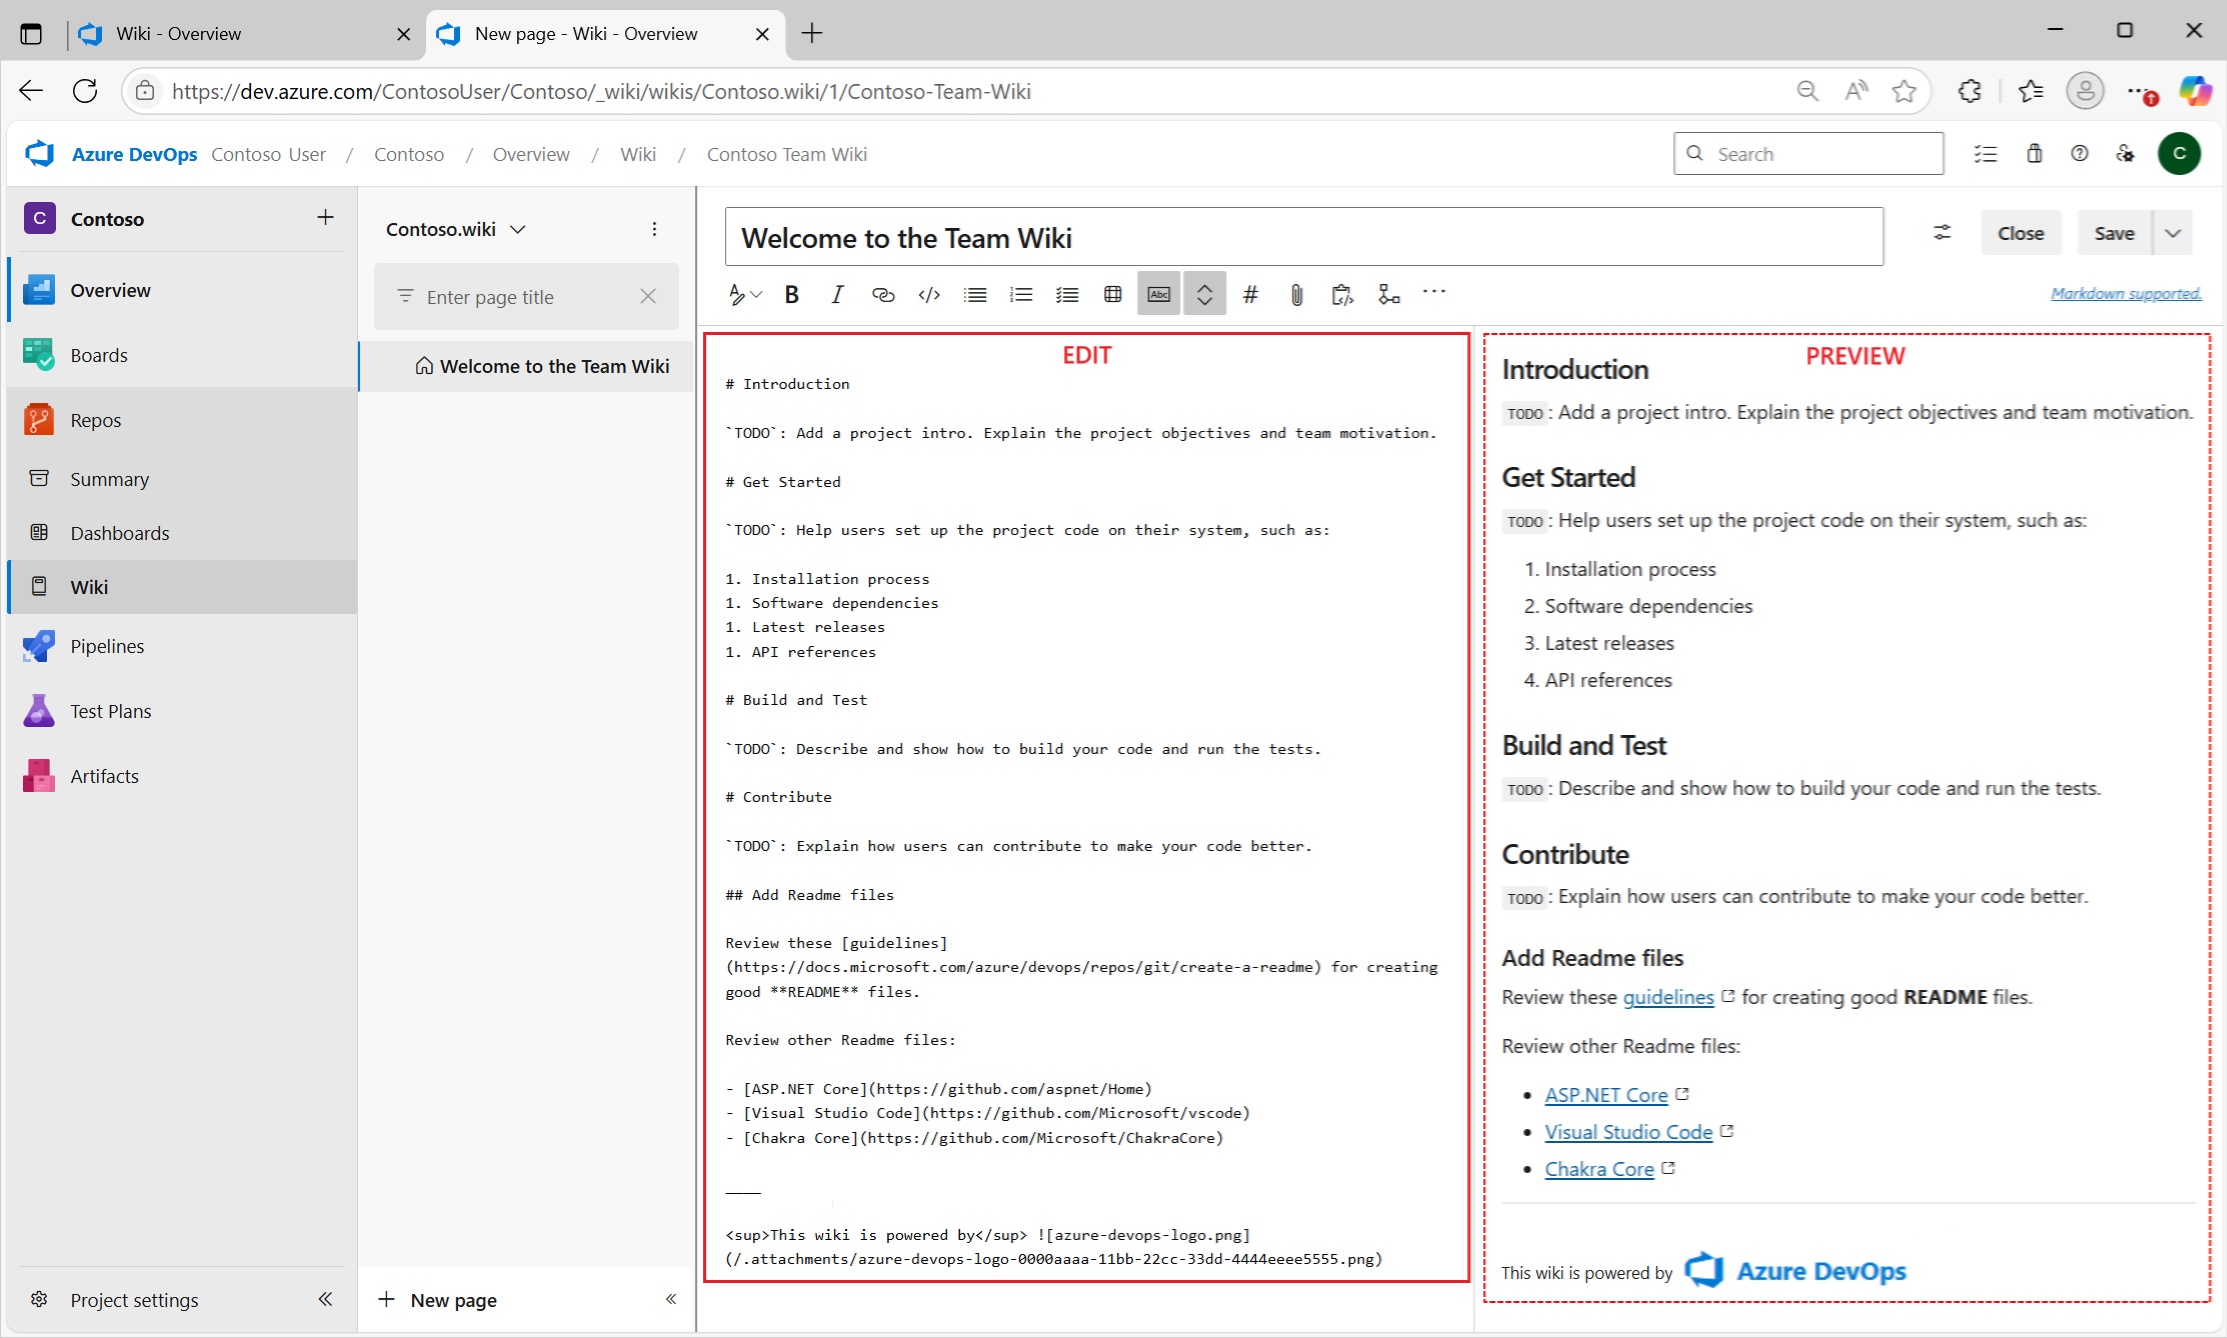 Wiki - Overview
New page - Wiki - Overview
https://dev.azure.com/ContosoUser/Contoso/_wiki/wikis/Contoso.wiki/1/Contoso-Team-Wiki
Azure DevOps Contoso User / Contoso / Overview / Wiki / Contoso Team Wiki
Search
C
C
Contoso
Overview
Boards
Repos
Summary
Dashboards
Wiki
Pipelines
Test Plans
Artifacts
Project settings
Contoso.wiki
Enter page title
Welcome to the Team Wiki
New page
Welcome to the Team Wiki
Close
Save
B I </> Abc # ...
Markdown supported.
EDIT
# Introduction
`TODO`: Add a project intro. Explain the project objectives and team motivation.
# Get Started
`TODO`: Help users set up the project code on their system, such as:
1. Installation process
1. Software dependencies
1. Latest releases
1. API references
# Build and Test
`TODO`: Describe and show how to build your code and run the tests.
# Contribute
`TODO`: Explain how users can contribute to make your code better.
## Add Readme files
Review these [guidelines]
(https://docs.microsoft.com/azure/devops/repos/git/create-a-readme) for creating
good **README** files.
Review other Readme files:
- [ASP.NET Core](https://github.com/aspnet/Home)
- [Visual Studio Code](https://github.com/Microsoft/vscode)
- [Chakra Core](https://github.com/Microsoft/ChakraCore)
____
<sup>This wiki is powered by</sup> ![azure-devops-logo.png]
(/.attachments/azure-devops-logo-0000aaaa-11bb-22cc-33dd-4444eeee5555.png)
PREVIEW
Introduction
TODO : Add a project intro. Explain the project objectives and team motivation.
Get Started
TODO : Help users set up the project code on their system, such as:
1. Installation process
2. Software dependencies
3. Latest releases
4. API references
Build and Test
TODO : Describe and show how to build your code and run the tests.
Contribute
TODO : Explain how users can contribute to make your code better.
Add Readme files
Review these guidelines for creating good README files.
Review other Readme files:
• ASP.NET Core
• Visual Studio Code
• Chakra Core
This wiki is powered by Azure DevOps